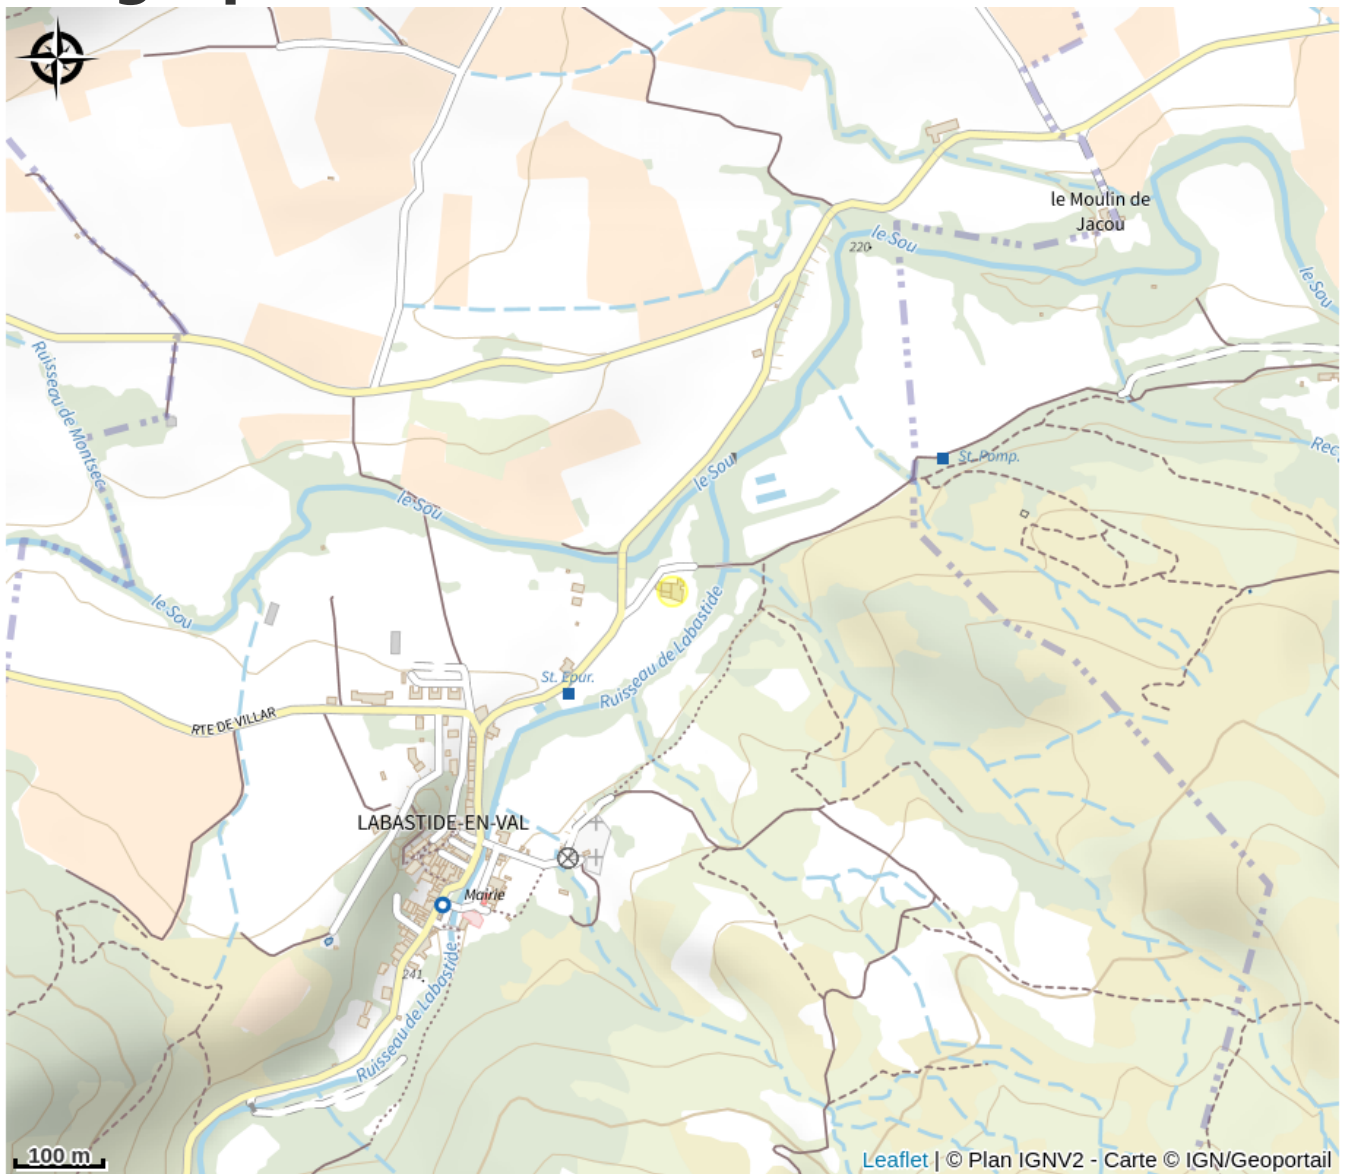 le Moulin de
Jacou
le Sou
220
le Sou
Ruisseau de Montsec
St. Pomp.
le Sou
le Sou
le Sou
Ruisseau de Labastide
St. Epur.
RTE DE VILLAR
LABASTIDE-EN-VAL
Mairie
241
Ruisseau de Labastide
100 m
Leaflet | © Plan IGNV2 - Carte © IGN/Geoportail